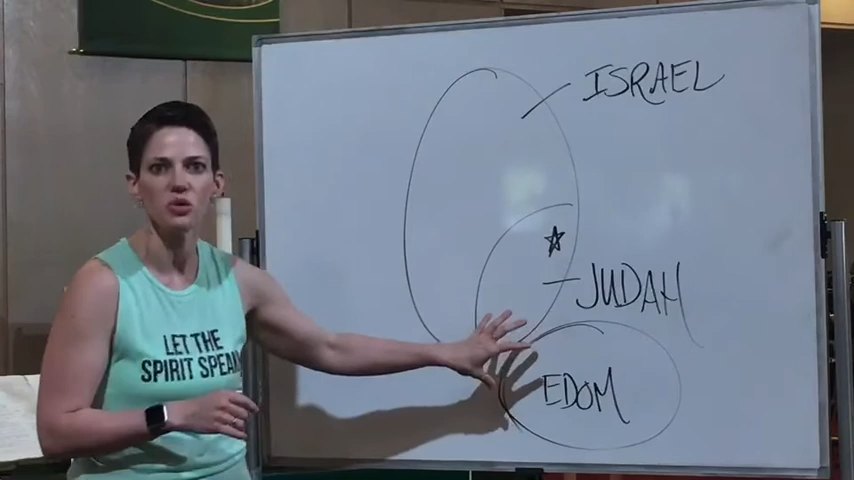 ISRAEL
JUDAH
EDOM
LET THE
SPIRIT SPEAK